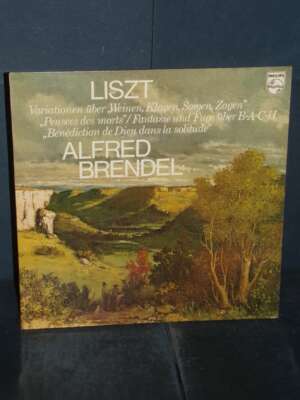 LISZT
Variationen über „Weinen, Klagen, Sorgen, Zagen"
„Pensées des morts"/Fantasie und Fuge über B-A-C-H
„Bénédiction de Dieu dans la solitude"
ALFRED
BRENDEL
PHILIPS